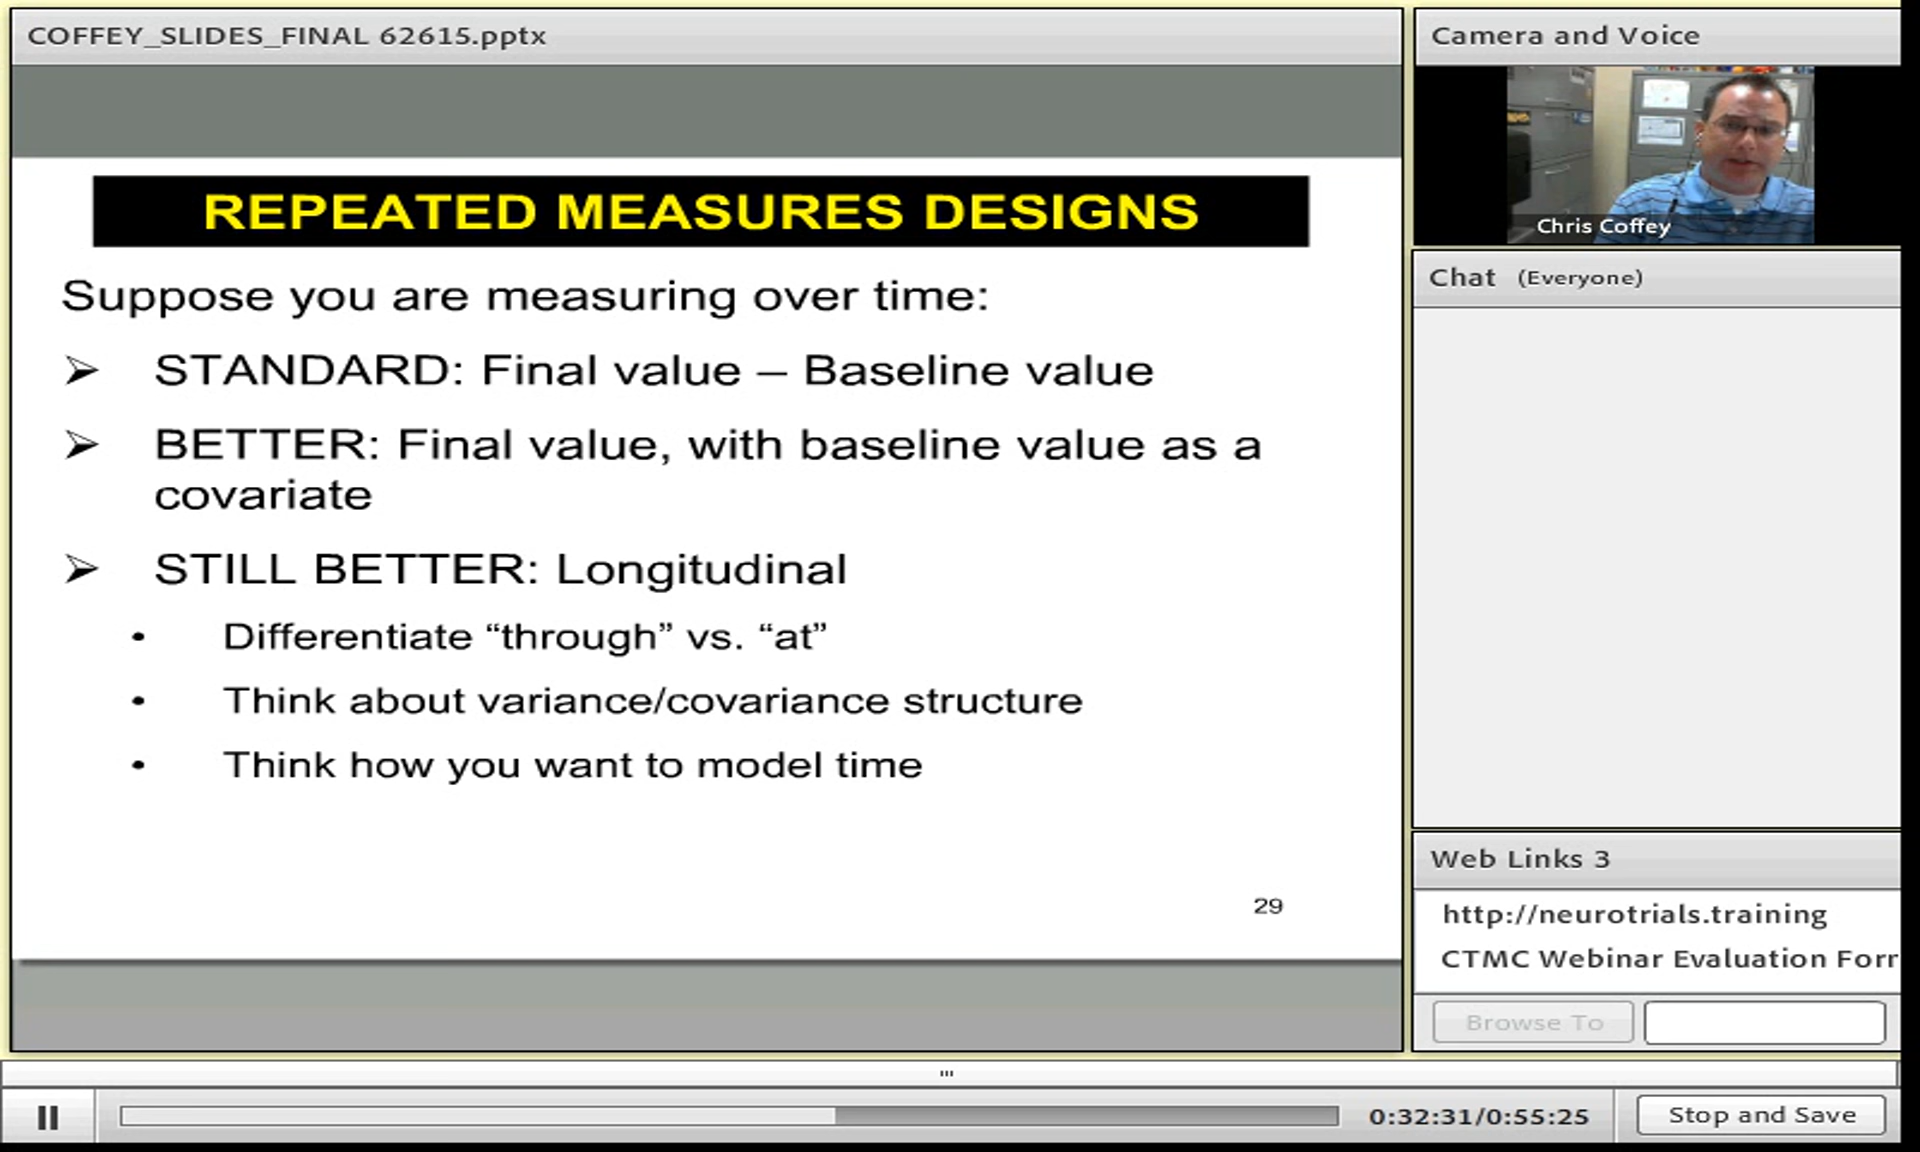 COFFEY_SLIDES_FINAL 62615.pptx
REPEATED MEASURES DESIGNS
Suppose you are measuring over time:
➢ STANDARD: Final value – Baseline value
➢ BETTER: Final value, with baseline value as a
covariate
➢ STILL BETTER: Longitudinal
• Differentiate “through” vs. “at”
• Think about variance/covariance structure
• Think how you want to model time
29
Camera and Voice
Chris Coffey
Chat (Everyone)
Web Links 3
http://neurotrials.training
CTMC Webinar Evaluation Forr
Browse To
0:32:31/0:55:25
Stop and Save